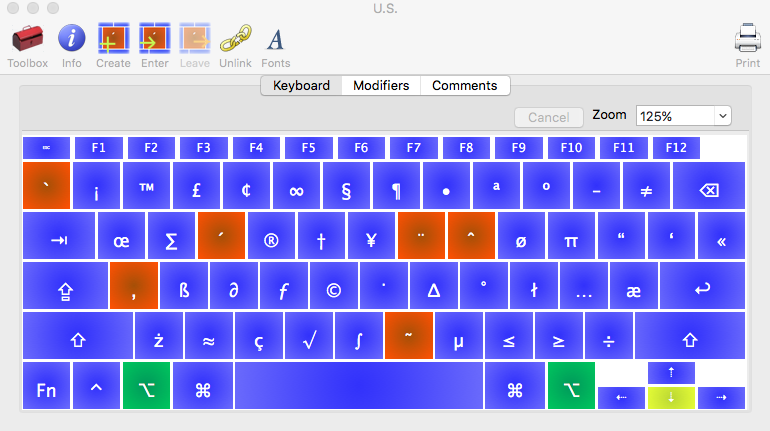 U.S.
Toolbox Info Create Enter Leave Unlink Fonts Print
Keyboard Modifiers Comments
Cancel Zoom 125%
esc F1 F2 F3 F4 F5 F6 F7 F8 F9 F10 F11 F12
` ¡ ™ £ ¢ ∞ § ¶ • ª º – ≠ ⌫
⇥ œ ∑ ´ ® † ¥ ¨ ˆ ø π “ ‘ «
⇪ , ß ∂ ƒ © ˙ ∆ ˚ ł … æ ↩
⇧ ż ≈ ç √ ∫ ˜ µ ≤ ≥ ÷ ⇧
Fn ^ ⌥ ⌘ ⌘ ⌥ ⇠ ⇡ ⇣ ⇢